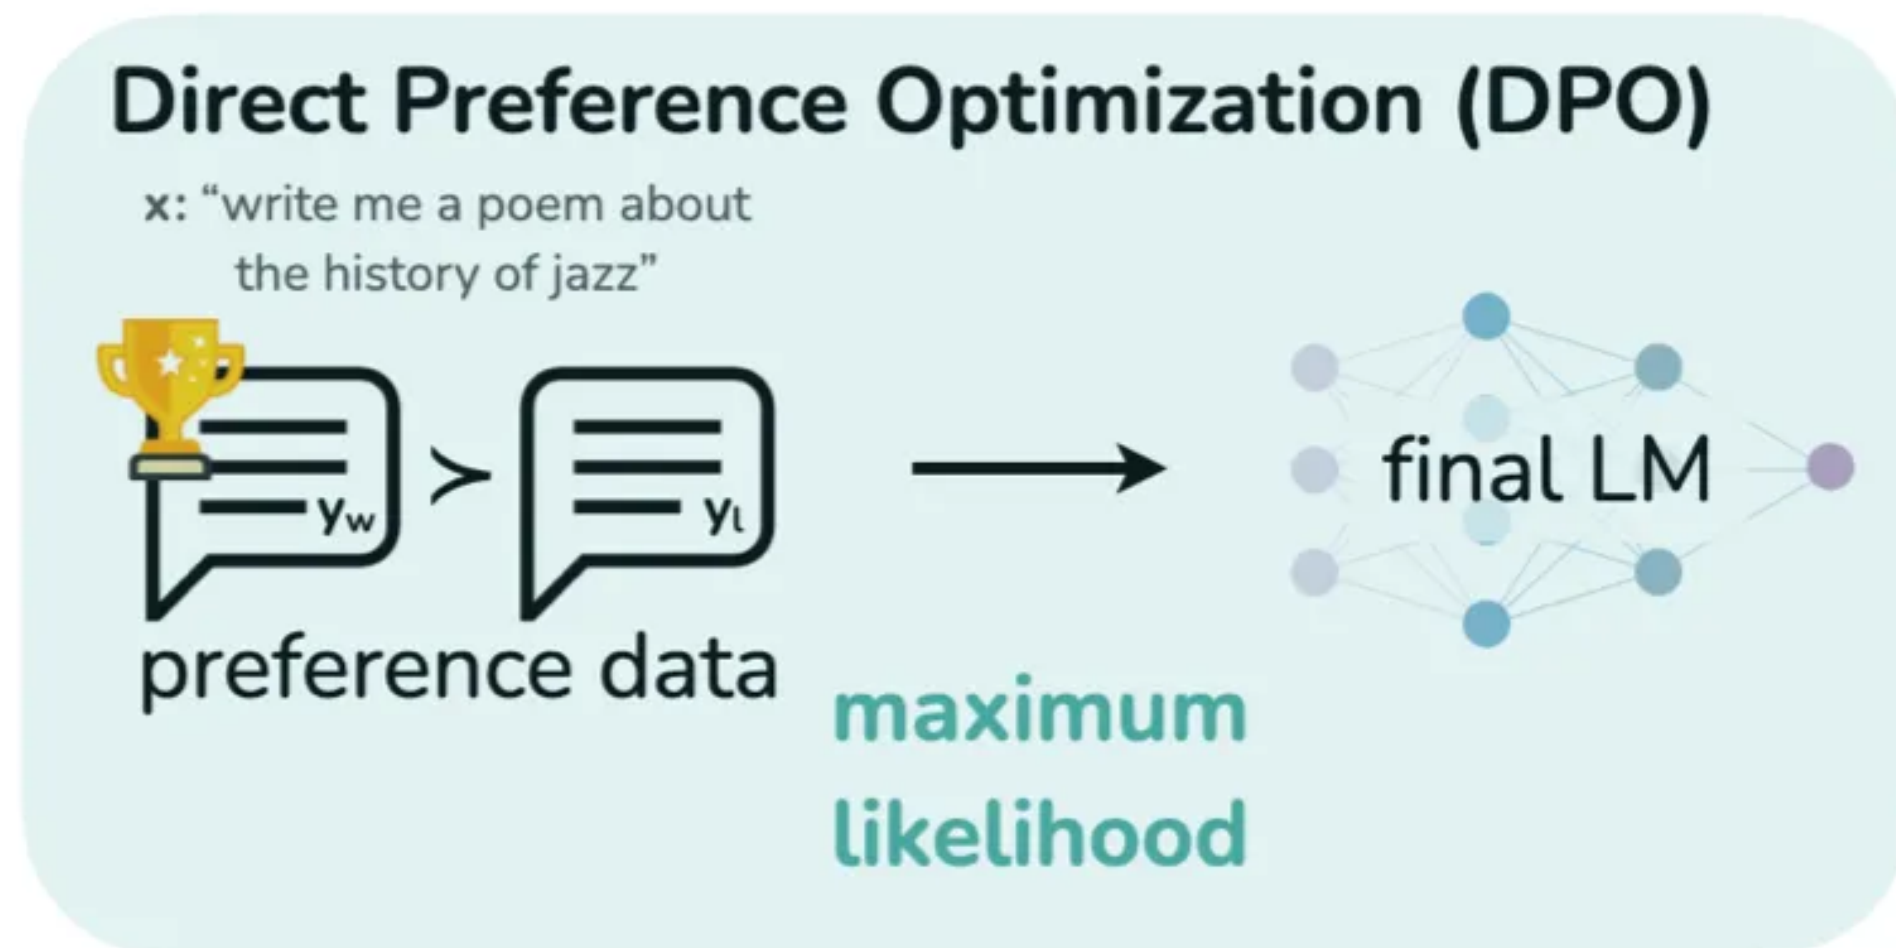 Direct Preference Optimization (DPO)
x: “write me a poem about
the history of jazz”
yw ≻ yl
preference data
maximum
likelihood
final LM